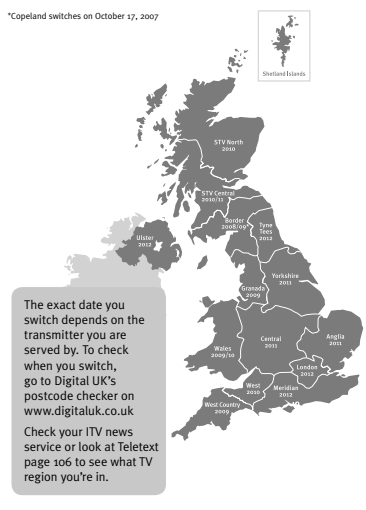 *Copeland switches on October 17, 2007
Shetland Islands
STV North
2010
STV Central
2010/11
Border
2008/09*
Tyne
Tees
2012
Ulster
2012
Yorkshire
2011
Granada
2009
Central
2011
Wales
2009/10
Anglia
2011
London
2012
West
2010
Meridian
2012
West Country
2009
The exact date you
switch depends on the
transmitter you are
served by. To check
when you switch,
go to Digital UK's
postcode checker on
www.digitaluk.co.uk
Check your ITV news
service or look at Teletext
page 106 to see what TV
region you're in.